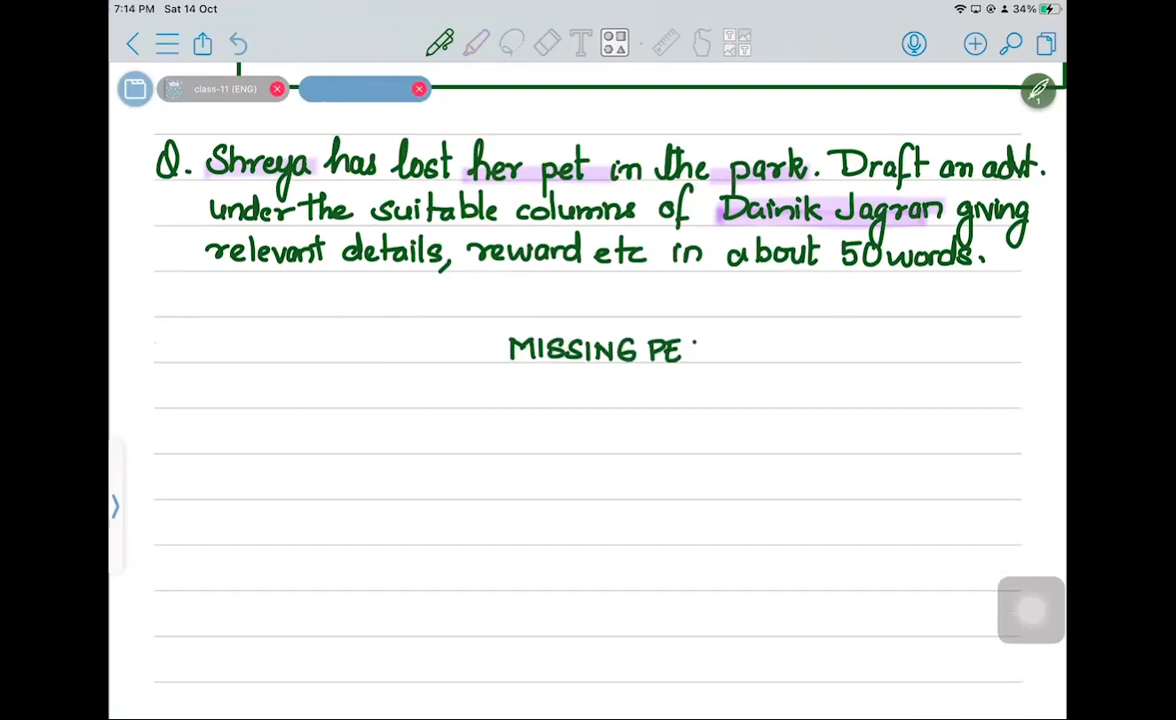 7:14 PM Sat 14 Oct
34%
class-11 (ENG)
1
Q. Shreya has lost her pet in the park. Draft an advt.
under the suitable columns of Dainik Jagran giving
relevant details, reward etc in about 50 words.
MISSING PE